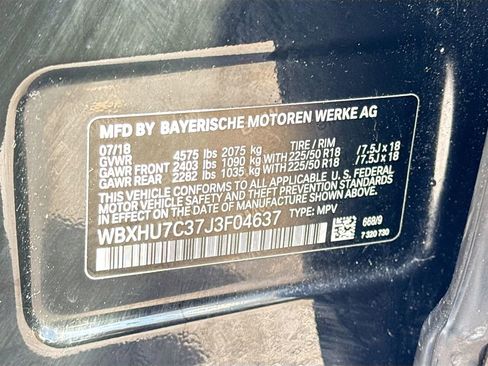 MFD BY BAYERISCHE MOTOREN WERKE AG
07/18 TIRE / RIM
GVWR 4575 lbs 2075 kg
GAWR FRONT 2403 lbs 1090 kg WITH 225/50 R18 / 7.5J x 18
GAWR REAR 2282 lbs 1035 kg WITH 225/50 R18 / 7.5J x 18
THIS VEHICLE CONFORMS TO ALL APPLICABLE U.S. FEDERAL
MOTOR VEHICLE SAFETY, BUMPER, AND THEFT PREVENTION
STANDARDS IN EFFECT ON THE DATE OF MANUFACTURE SHOWN ABOVE.
WBXHU7C37J3F04637 TYPE: MPV
668/9
7 320 730